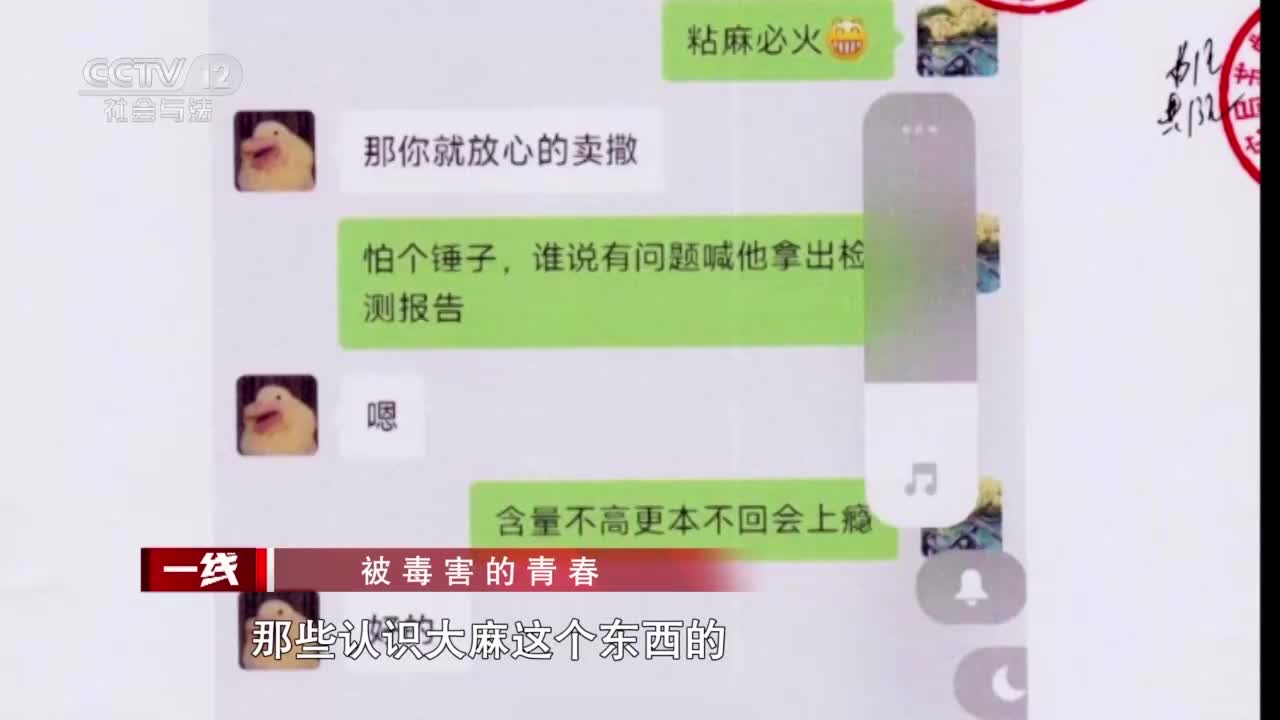 粘麻必火😁
CCTV 12
社会与法
那你就放心的卖撒
怕个锤子，谁说有问题喊他拿出检
测报告
嗯
含量不高更本不回会上瘾
一线
被毒害的青春
好的
那些认识大麻这个东西的